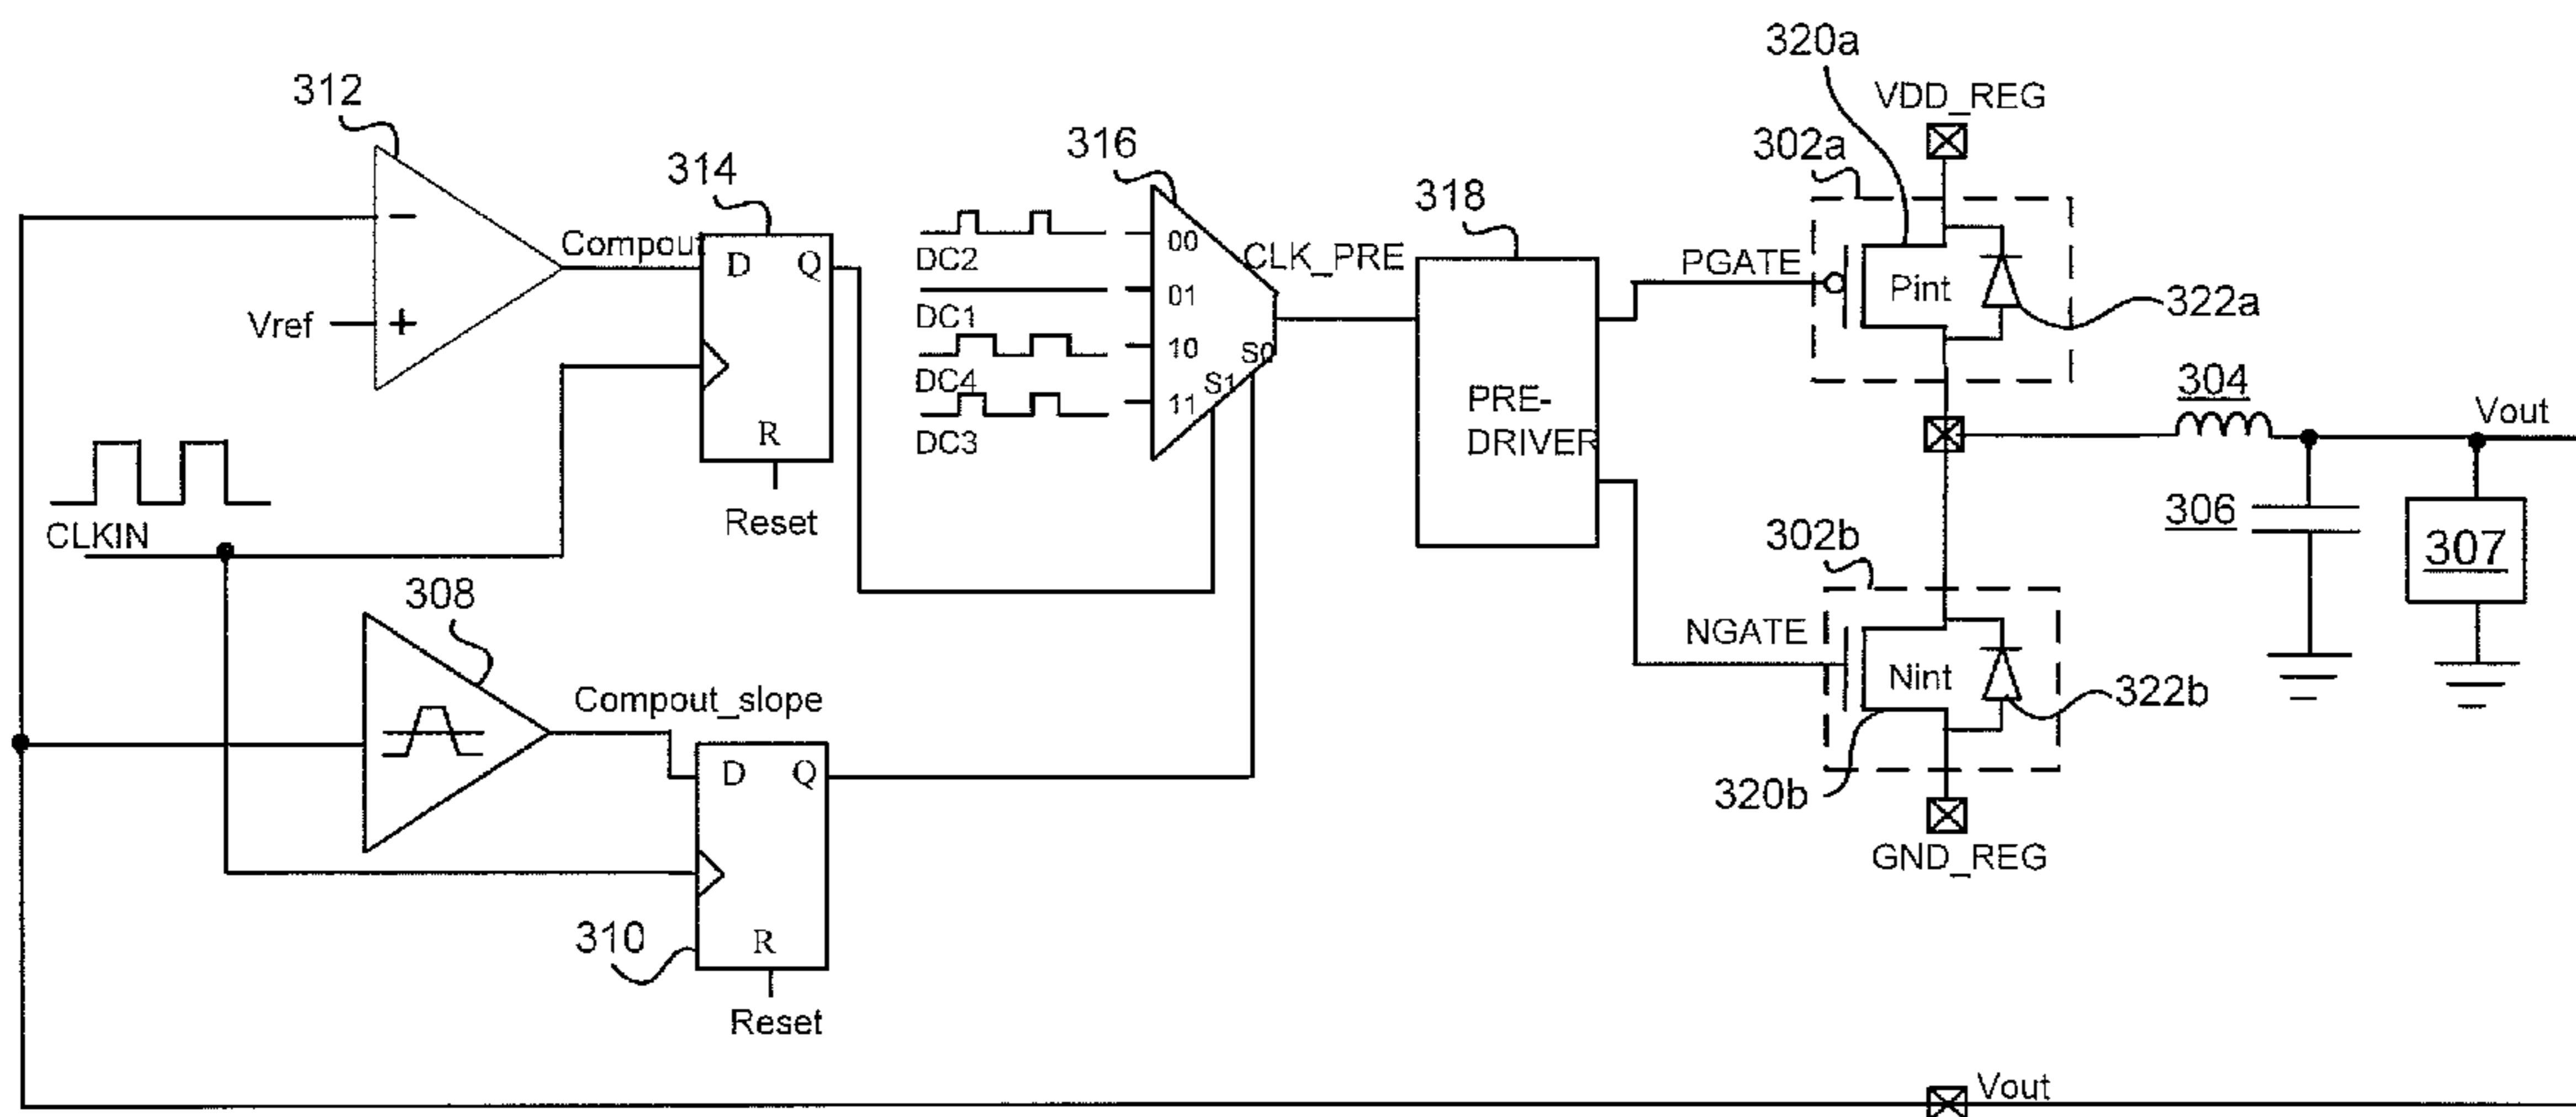 320a
312
VDD_REG
316
302a
314
318
Compout
D
Q
00
CLK_PRE
DC2
PGATE
−
Pint
01
322a
DC1
Vref
+
10
S0
DC4
S1
304
11
PRE-
DRIVER
Vout
R
DC3
Reset
306
CLKIN
302b
307
308
NGATE
Compout_slope
Nint
322b
D
Q
320b
GND_REG
310
R
Reset
Vout